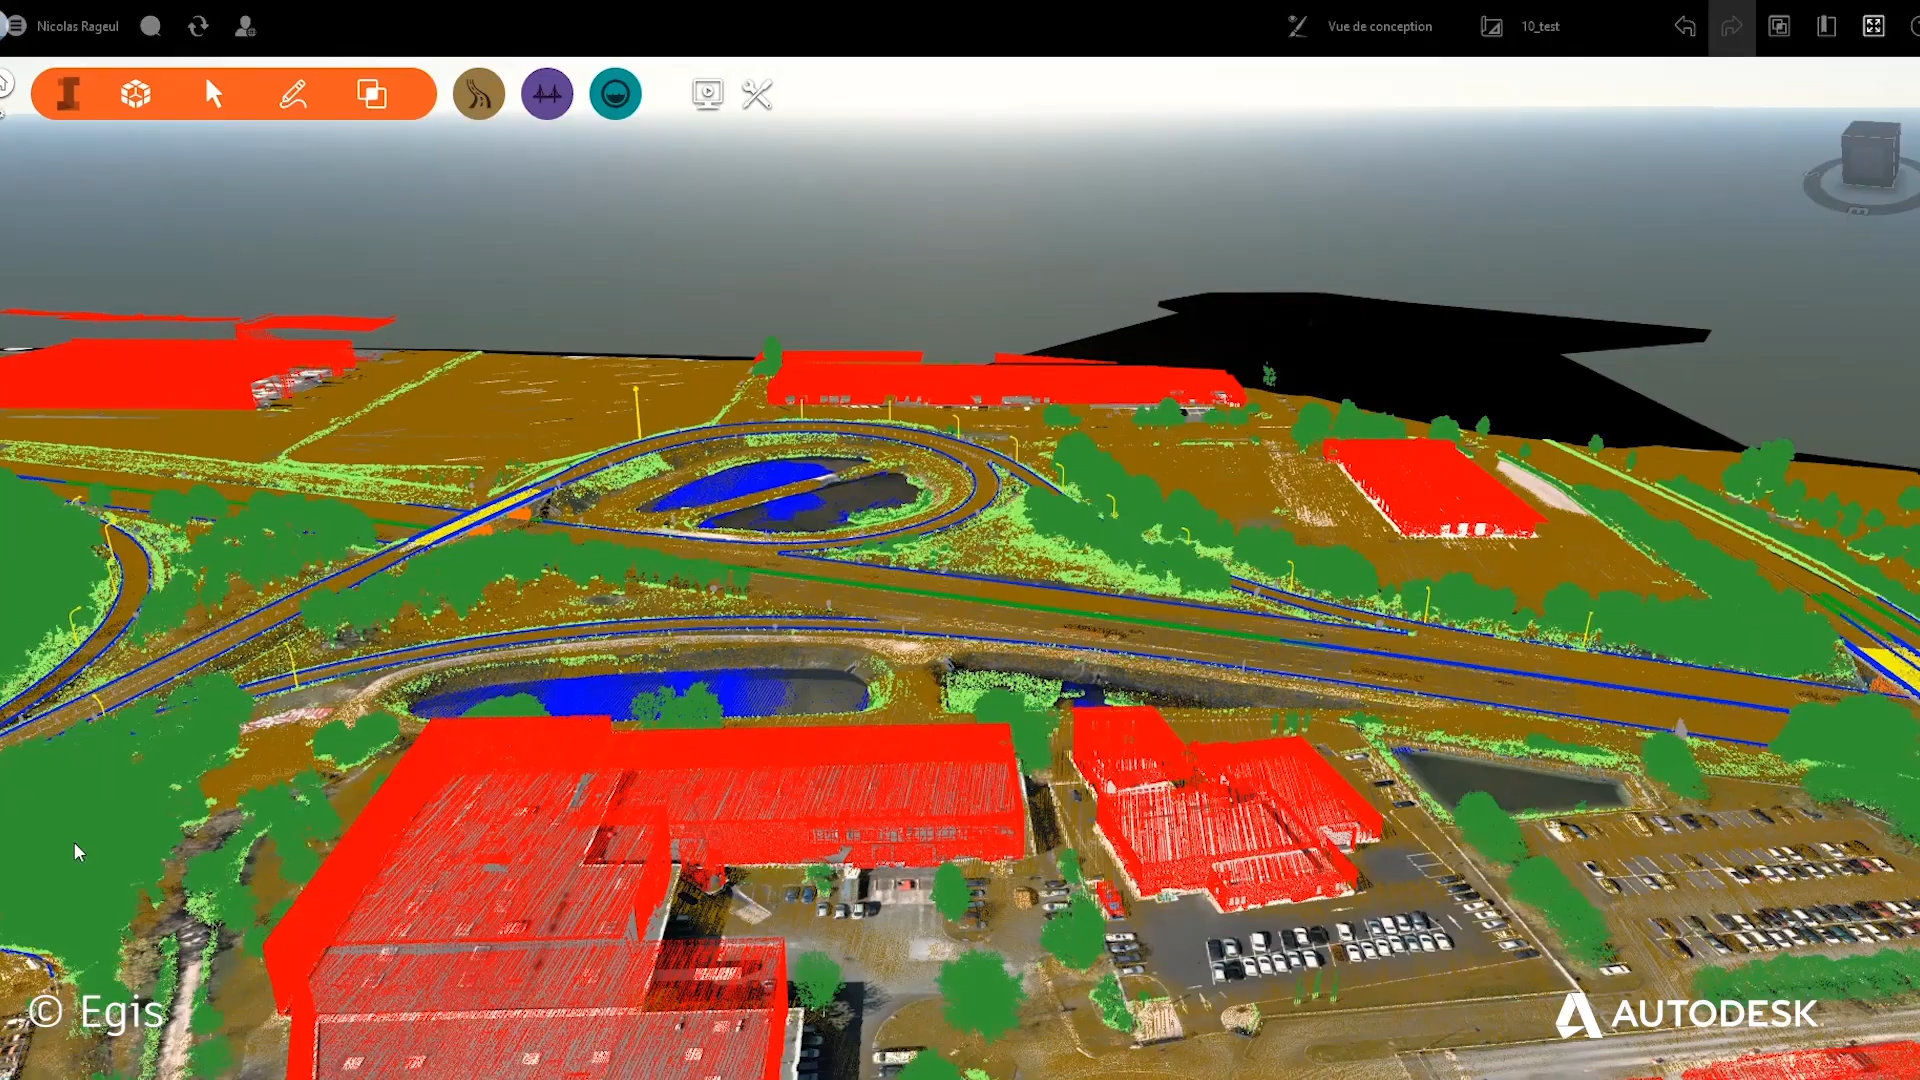 Nicolas Rageul
Vue de conception
10_test
© Egis
AUTODESK